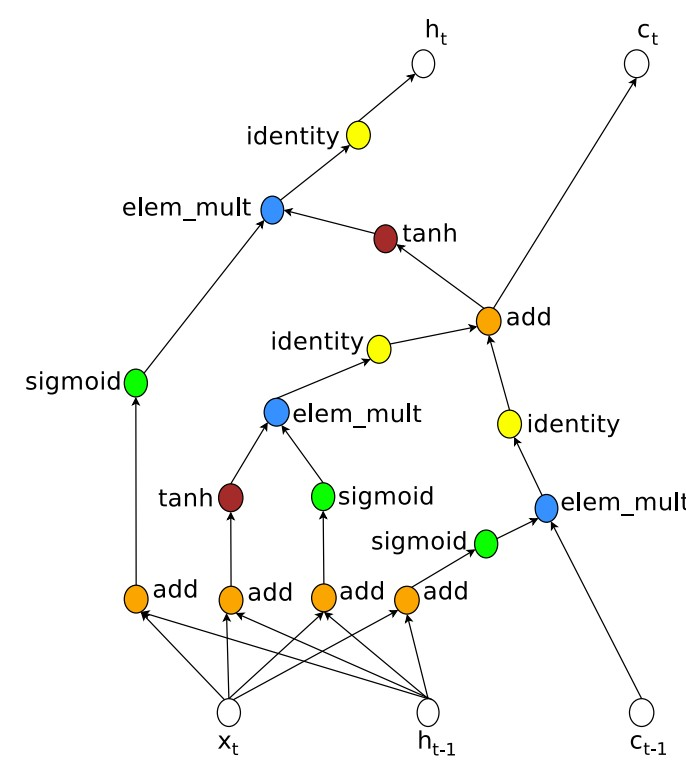 h_t
c_t
identity
elem_mult
tanh
add
identity
sigmoid
elem_mult
identity
tanh
sigmoid
elem_mult
sigmoid
add
add
add
add
x_t
h_t-1
c_t-1